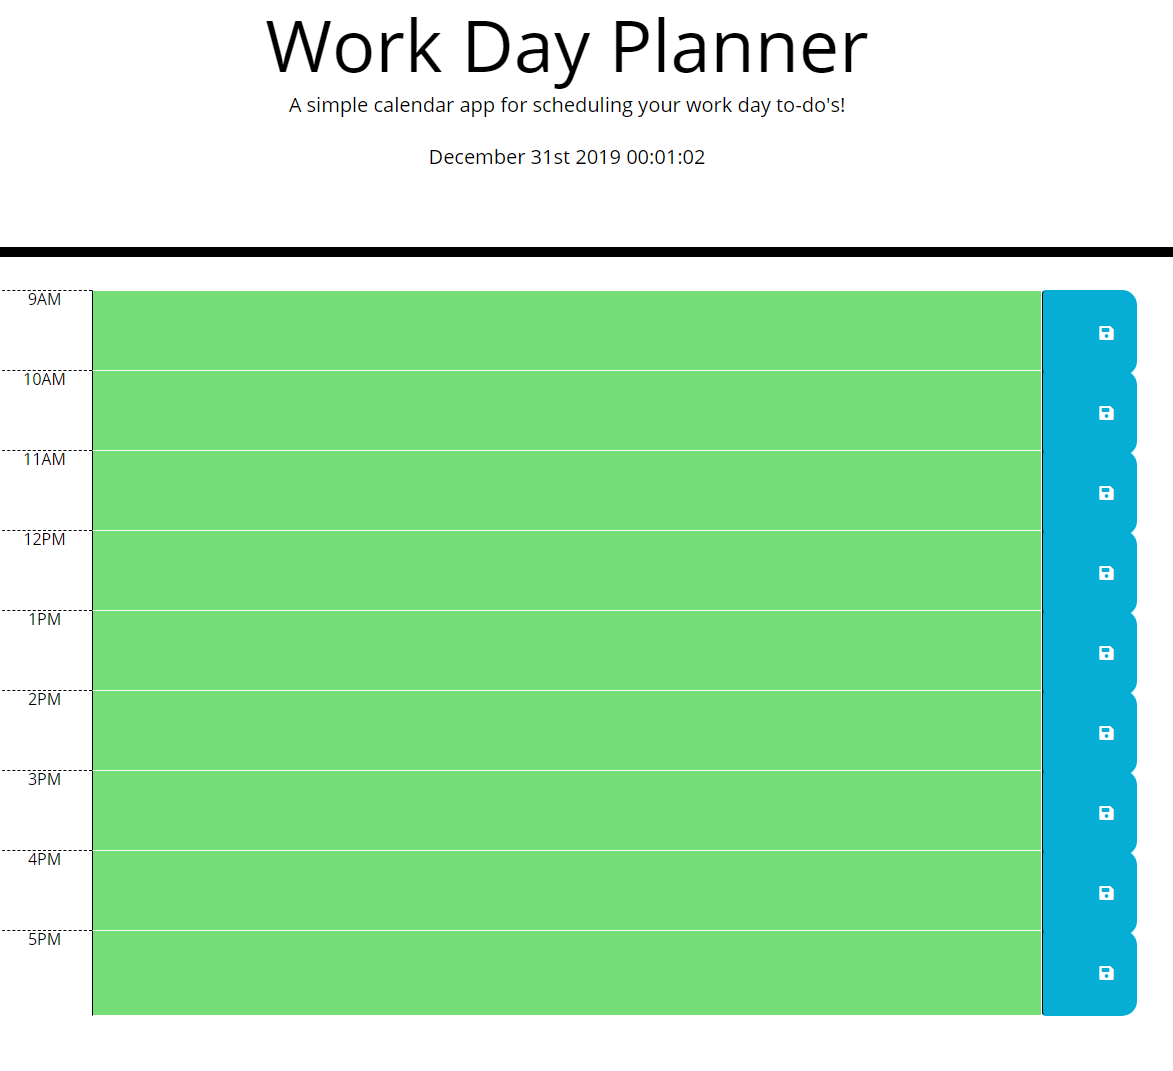 Work Day Planner
A simple calendar app for scheduling your work day to-do's!
December 31st 2019 00:01:02
9AM
10AM
11AM
12PM
1PM
2PM
3PM
4PM
5PM